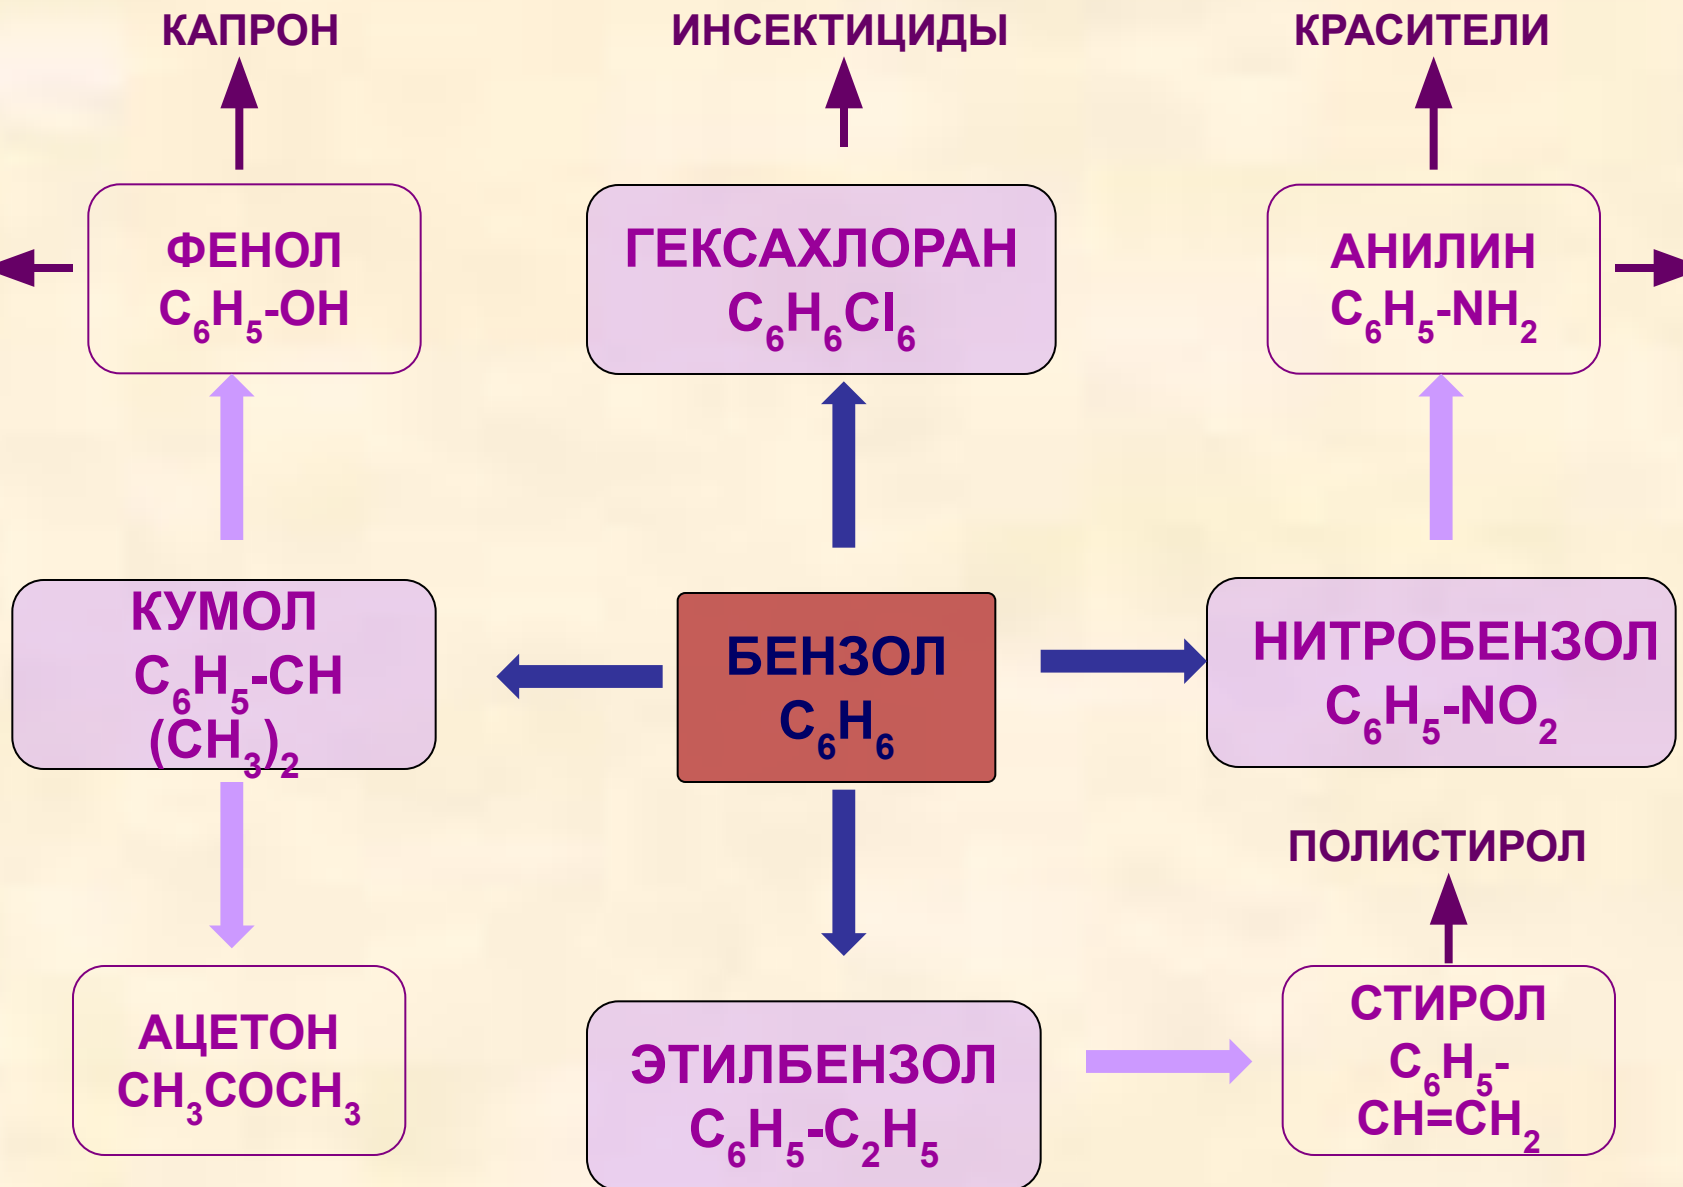 КАПРОН
ИНСЕКТИЦИДЫ
КРАСИТЕЛИ
ФЕНОЛ
C₆H₅-OH
ГЕКСАХЛОРАН
C₆H₆Cl₆
АНИЛИН
C₆H₅-NH₂
КУМОЛ
C₆H₅-CH
(CH₃)₂
БЕНЗОЛ
C₆H₆
НИТРОБЕНЗОЛ
C₆H₅-NO₂
ПОЛИСТИРОЛ
АЦЕТОН
CH₃COCH₃
ЭТИЛБЕНЗОЛ
C₆H₅-C₂H₅
СТИРОЛ
C₆H₅-
CH=CH₂